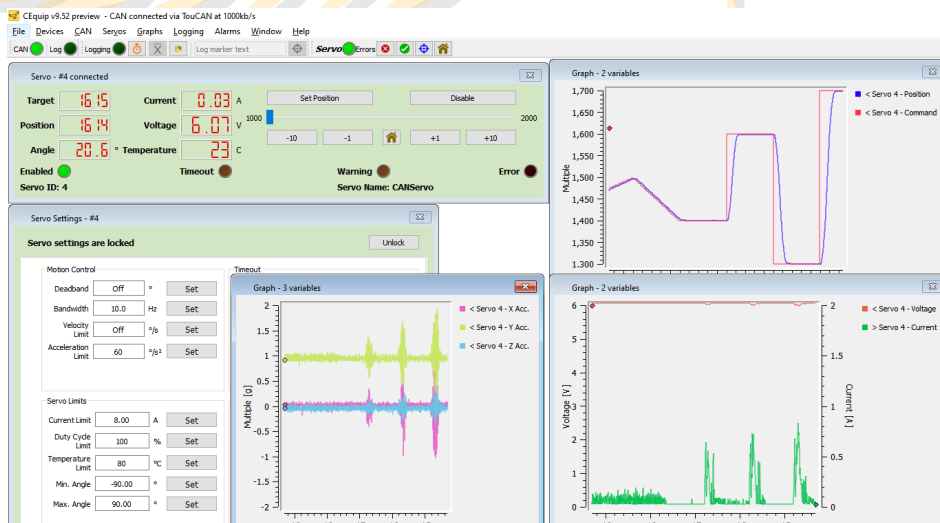 CEquip v9.52 preview - CAN connected via TouCAN at 1000kb/s
File Devices CAN Servos Graphs Logging Alarms Window Help
CAN Log Logging Log marker text Servo Errors
Servo - #4 connected
Target 1615 Current 0.03 A Set Position Disable
Position 1614 Voltage 6.07 V 1000 2000
-10 -1 +1 +10
Angle 20.6 ° Temperature 23 C
Enabled Timeout Warning Error
Servo ID: 4 Servo Name: CANServo
Graph - 2 variables
1,700
1,650
1,600
1,550
1,500
1,450
1,400
1,350
1,300
Multiple
< Servo 4 - Position
< Servo 4 - Command
Servo Settings - #4
Servo settings are locked Unlock
Motion Control Timeout
Deadband Off ° Set
Bandwidth 10.0 Hz Set
Velocity Limit Off °/s Set
Acceleration Limit 60 °/s² Set
Servo Limits
Current Limit 8.00 A Set
Duty Cycle Limit 100 % Set
Temperature Limit 80 °C Set
Min. Angle -90.00 ° Set
Max. Angle 90.00 ° Set
Graph - 3 variables
2
1.5
1
0.5
0
-0.5
-1
-1.5
-2
Multiple [g]
< Servo 4 - X Acc.
< Servo 4 - Y Acc.
< Servo 4 - Z Acc.
Graph - 2 variables
6
5
4
3
2
1
0
Voltage [V]
2
1.5
1
0.5
0
Current [A]
< Servo 4 - Voltage
> Servo 4 - Current